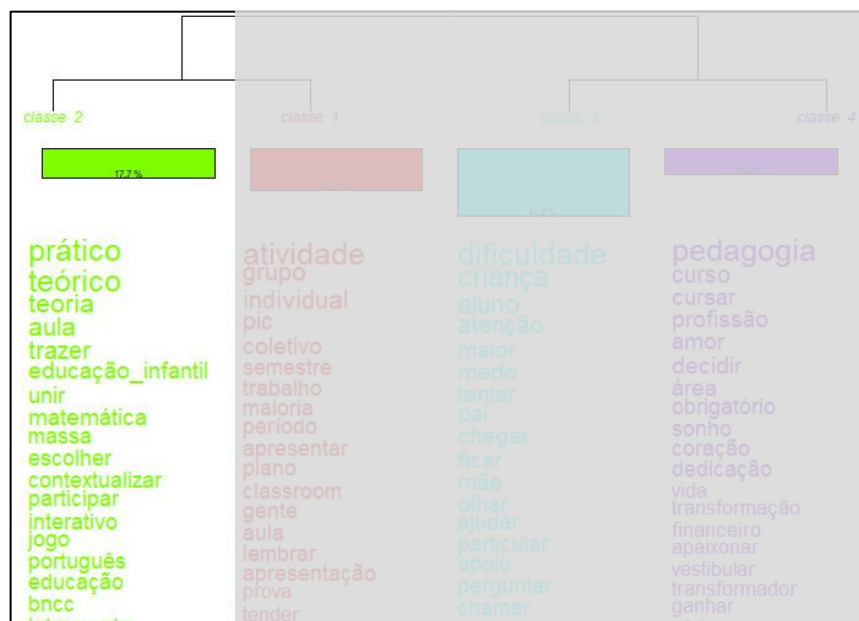 classe 2
classe 1
classe 3
classe 4
17.7 %
41.2 %
prático
teórico
teoria
aula
trazer
educação_infantil
unir
matemática
massa
escolher
contextualizar
participar
interativo
jogo
português
educação
bncc
atividade
grupo
individual
pic
coletivo
semestre
trabalho
maioria
período
apresentar
plano
classroom
gente
aula
lembrar
apresentação
prova
tender
dificuldade
criança
aluno
atenção
maior
medo
tentar
pai
chegar
ficar
mãe
olhar
ajudar
particular
apoio
perguntar
chamar
pedagogia
curso
cursar
profissão
amor
decidir
área
obrigatório
sonho
coração
dedicação
vida
transformação
financeiro
apaixonar
vestibular
transformador
ganhar